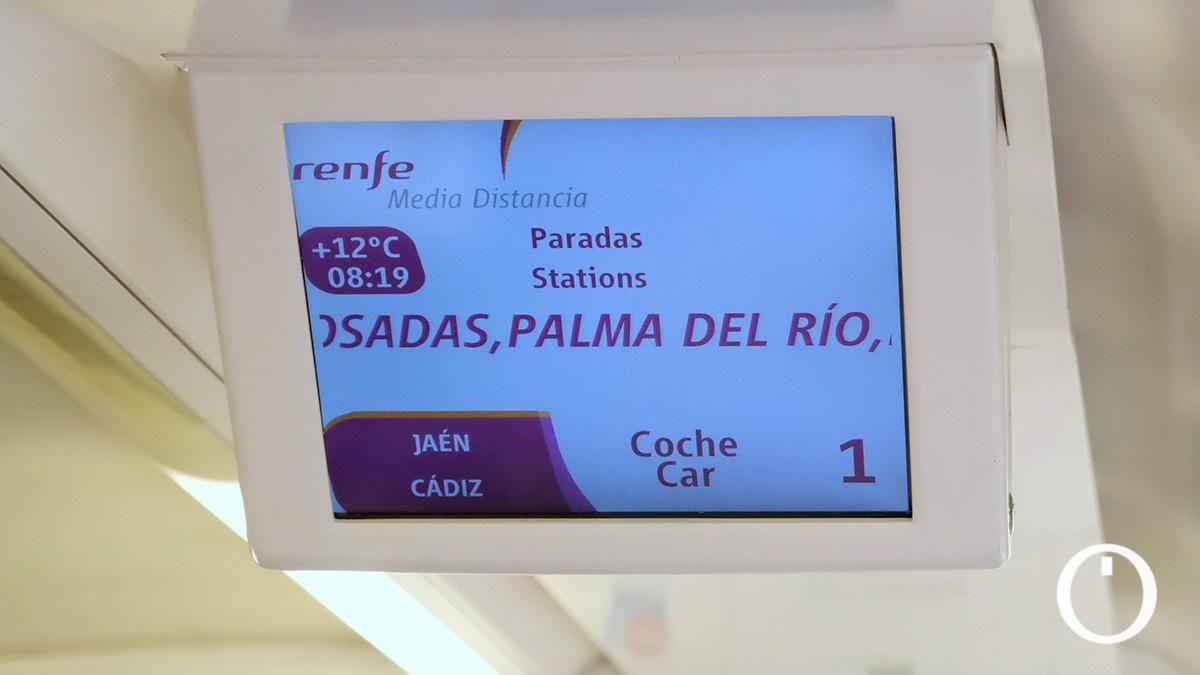 renfe
Media Distancia
+12ºC
08:19
Paradas
Stations
OSADAS,PALMA DEL RÍO,
JAÉN
CÁDIZ
Coche
Car
1